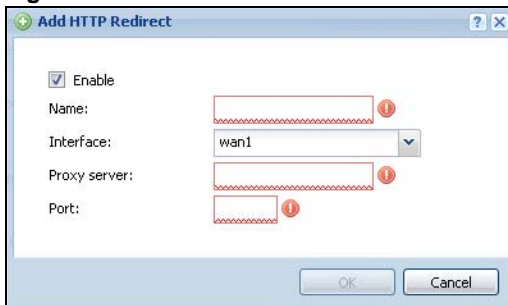 Add HTTP Redirect
Enable
Name:
Interface: wan1
Proxy server:
Port:
OK Cancel